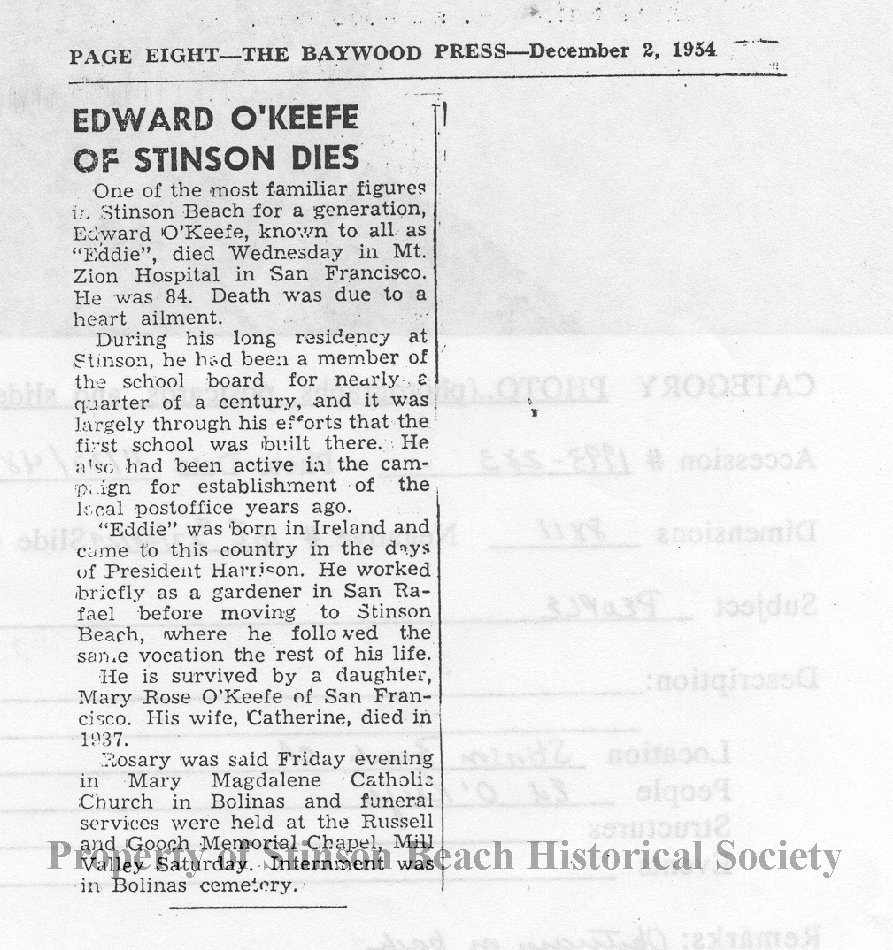 PAGE EIGHT—THE BAYWOOD PRESS—December 2, 1954
EDWARD O'KEEFE
OF STINSON DIES
One of the most familiar figures
in Stinson Beach for a generation,
Edward O'Keefe, known to all as
"Eddie", died Wednesday in Mt.
Zion Hospital in San Francisco.
He was 84. Death was due to a
heart ailment.
During his long residency at
Stinson, he had been a member of
the school board for nearly a
quarter of a century, and it was
largely through his efforts that the
first school was built there. He
also had been active in the cam-
paign for establishment of the
local postoffice years ago.
"Eddie" was born in Ireland and
came to this country in the days
of President Harrison. He worked
briefly as a gardener in San Ra-
fael before moving to Stinson
Beach, where he followed the
same vocation the rest of his life.
He is survived by a daughter,
Mary Rose O'Keefe of San Fran-
cisco. His wife, Catherine, died in
1937.
Rosary was said Friday evening
in Mary Magdalene Catholic
Church in Bolinas and funeral
services were held at the Russell
and Gooch Memorial Chapel, Mill
Valley Saturday. Internment was
in Bolinas cemetery.
Property of Stinson Beach Historical Society
CATEGORY PHOTO
Accession # 1998-282
Dimensions 8x11
Slide
Subject PEOPLE
Description:
Location Stinson
People Ed O'
Structures
Remarks: Obituary